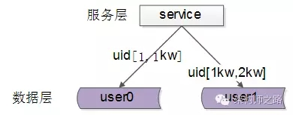 服务层
service
uid[1,1kw]
uid[1kw,2kw]
数据层
user0
user1